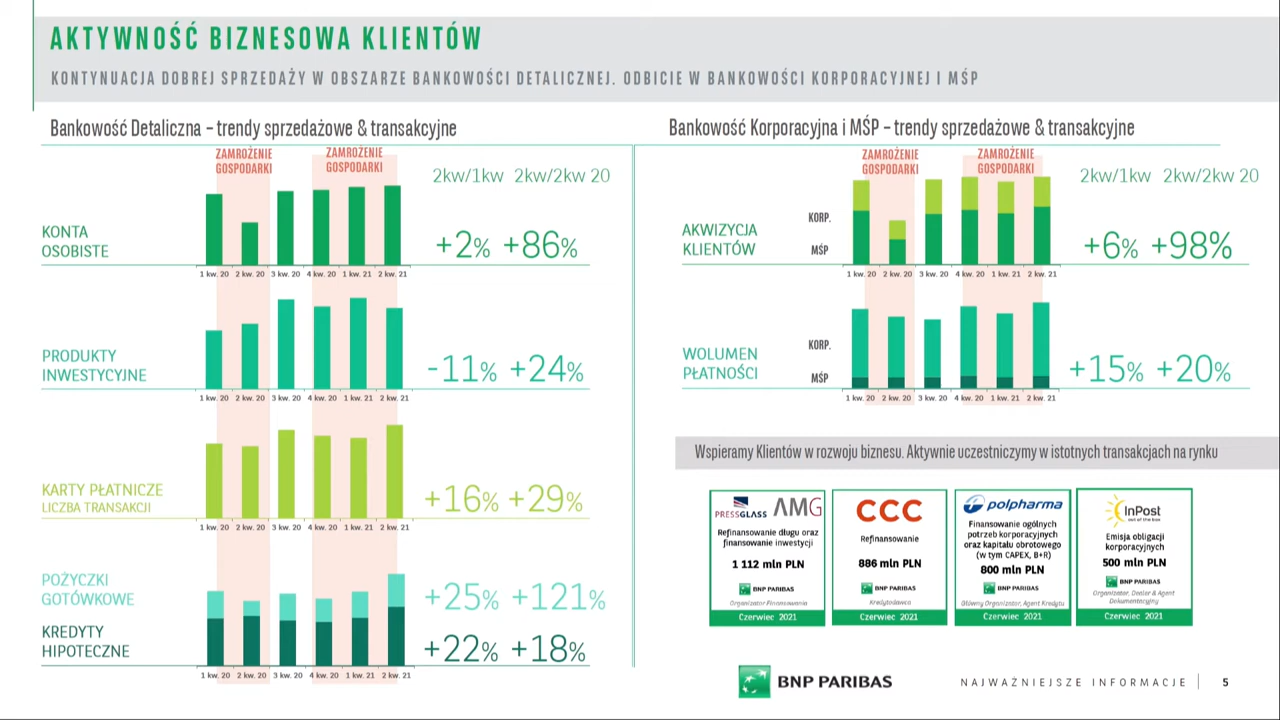 AKTYWNOŚĆ BIZNESOWA KLIENTÓW
KONTYNUACJA DOBREJ SPRZEDAŻY W OBSZARZE BANKOWOŚCI DETALICZNEJ. ODBICIE W BANKOWOŚCI KORPORACYJNEJ I MŚP
Bankowość Detaliczna – trendy sprzedażowe & transakcyjne
ZAMROŻENIE
GOSPODARKI
ZAMROŻENIE
GOSPODARKI
2kw/1kw 2kw/2kw 20
KONTA
OSOBISTE
+2% +86%
1 kw. 20 2 kw. 20 3 kw. 20 4 kw. 20 1 kw. 21 2 kw. 21
PRODUKTY
INWESTYCYJNE
-11% +24%
1 kw. 20 2 kw. 20 3 kw. 20 4 kw. 20 1 kw. 21 2 kw. 21
KARTY PŁATNICZE
LICZBA TRANSAKCJI
+16% +29%
1 kw. 20 2 kw. 20 3 kw. 20 4 kw. 20 1 kw. 21 2 kw. 21
POŻYCZKI
GOTÓWKOWE
+25% +121%
KREDYTY
HIPOTECZNE
+22% +18%
1 kw. 20 2 kw. 20 3 kw. 20 4 kw. 20 1 kw. 21 2 kw. 21
Bankowość Korporacyjna i MŚP – trendy sprzedażowe & transakcyjne
ZAMROŻENIE
GOSPODARKI
ZAMROŻENIE
GOSPODARKI
2kw/1kw 2kw/2kw 20
AKWIZYCJA
KLIENTÓW
KORP.
MŚP
+6% +98%
1 kw. 20 2 kw. 20 3 kw. 20 4 kw. 20 1 kw. 21 2 kw. 21
WOLUMEN
PŁATNOŚCI
KORP.
MŚP
+15% +20%
1 kw. 20 2 kw. 20 3 kw. 20 4 kw. 20 1 kw. 21 2 kw. 21
Wspieramy Klientów w rozwoju biznesu. Aktywnie uczestniczymy w istotnych transakcjach na rynku
PRESSGLASS AMG
Refinansowanie długu oraz
finansowanie inwestycji
1 112 mln PLN
BNP PARIBAS
Organizator Finansowania
Czerwiec 2021
CCC
Refinansowanie
886 mln PLN
BNP PARIBAS
Kredytodawca
Czerwiec 2021
polpharma
Finansowanie ogólnych
potrzeb korporacyjnych
oraz kapitału obrotowego
(w tym CAPEX, B+R)
800 mln PLN
BNP PARIBAS
Główny Organizator, Agent Kredytu
Czerwiec 2021
InPost
out of the box
Emisja obligacji
korporacyjnych
500 mln PLN
BNP PARIBAS
Organizator, Dealer & Agent
Dokumentacyjny
Czerwiec 2021
BNP PARIBAS
NAJWAŻNIEJSZE INFORMACJE
5